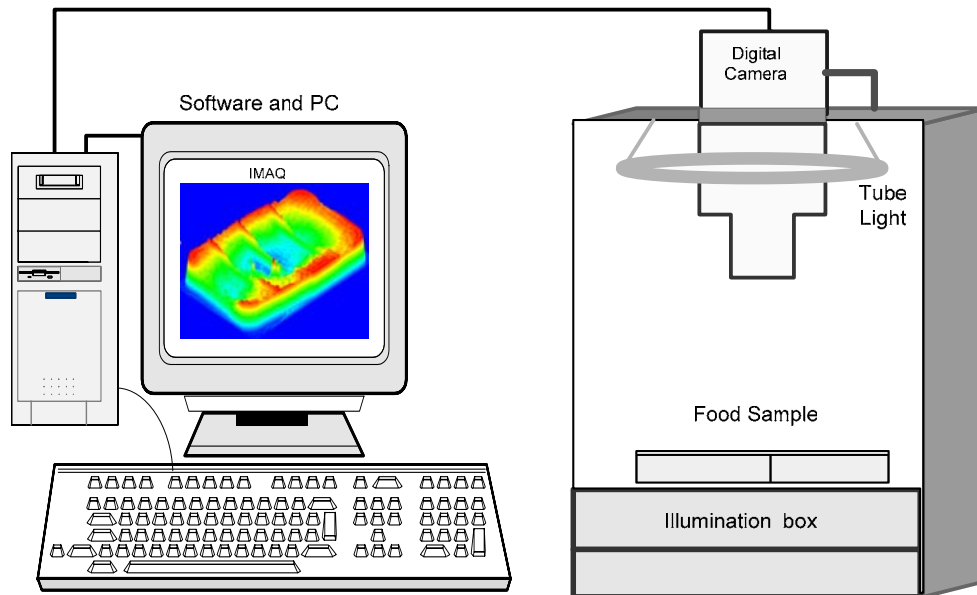 Software and PC
IMAQ
Digital
Camera
Tube
Light
Food Sample
Illumination box